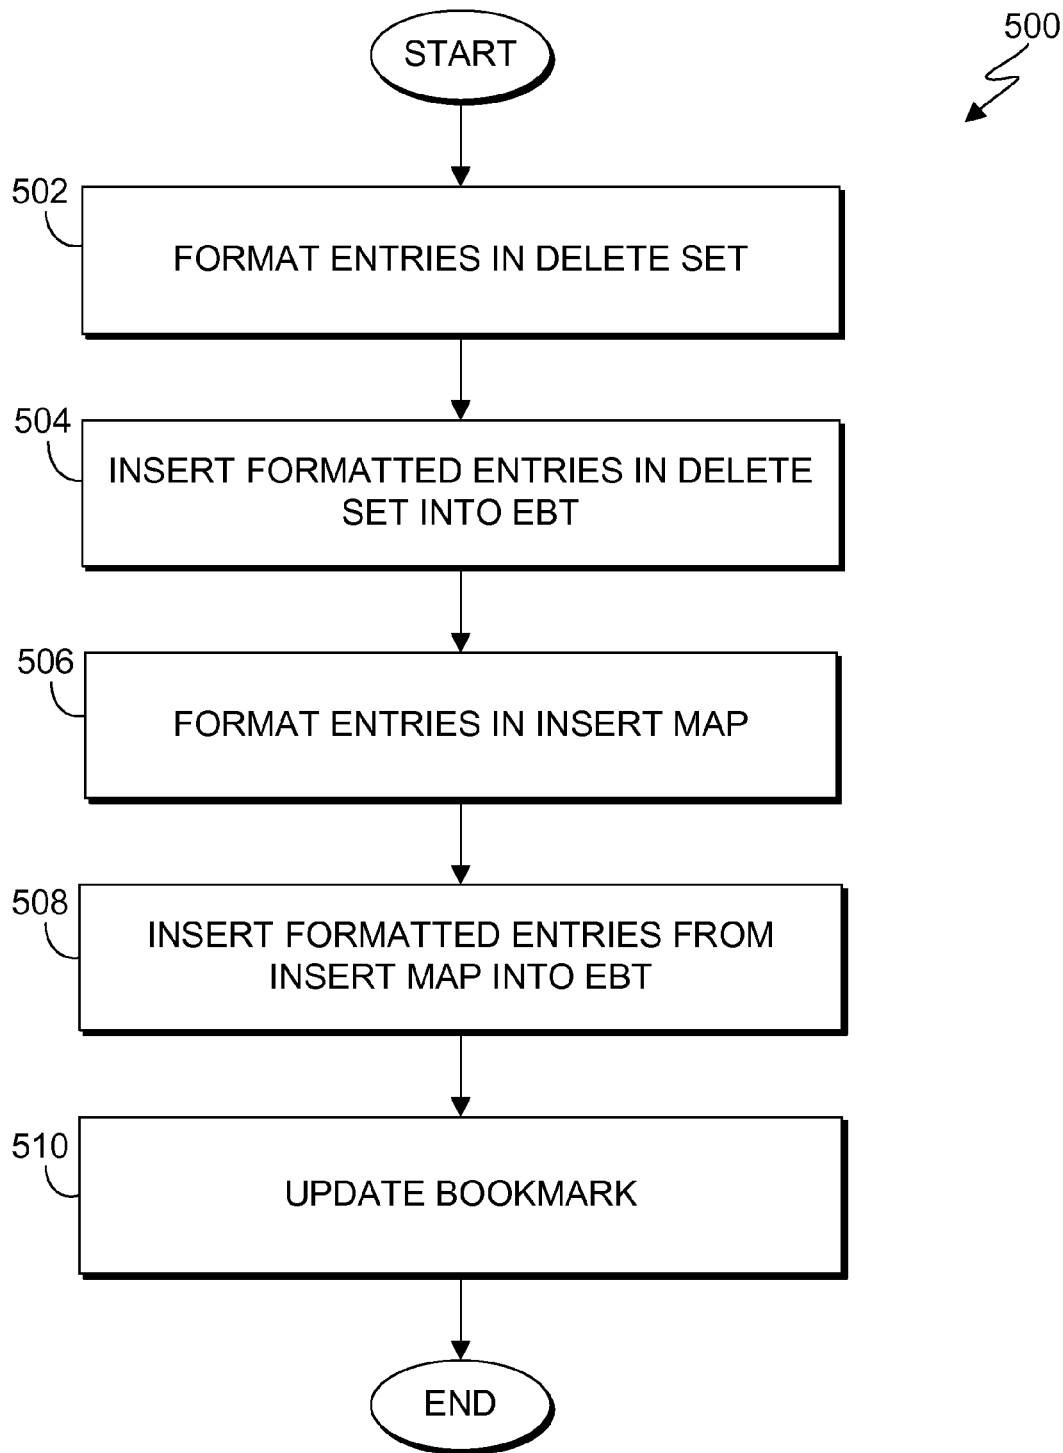 START
500
502
FORMAT ENTRIES IN DELETE SET
504
INSERT FORMATTED ENTRIES IN DELETE
SET INTO EBT
506
FORMAT ENTRIES IN INSERT MAP
508
INSERT FORMATTED ENTRIES FROM
INSERT MAP INTO EBT
510
UPDATE BOOKMARK
END